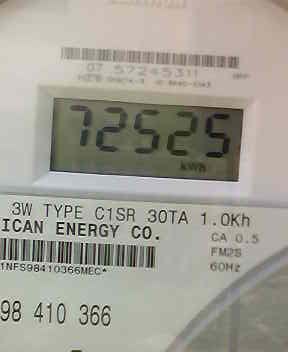 07 57245311
72525
kWh
3W TYPE C1SR 30TA 1.0Kh
ICAN ENERGY CO.
CA 0.5
FM2S
60Hz
1NFS98410366MEC*
98 410 366